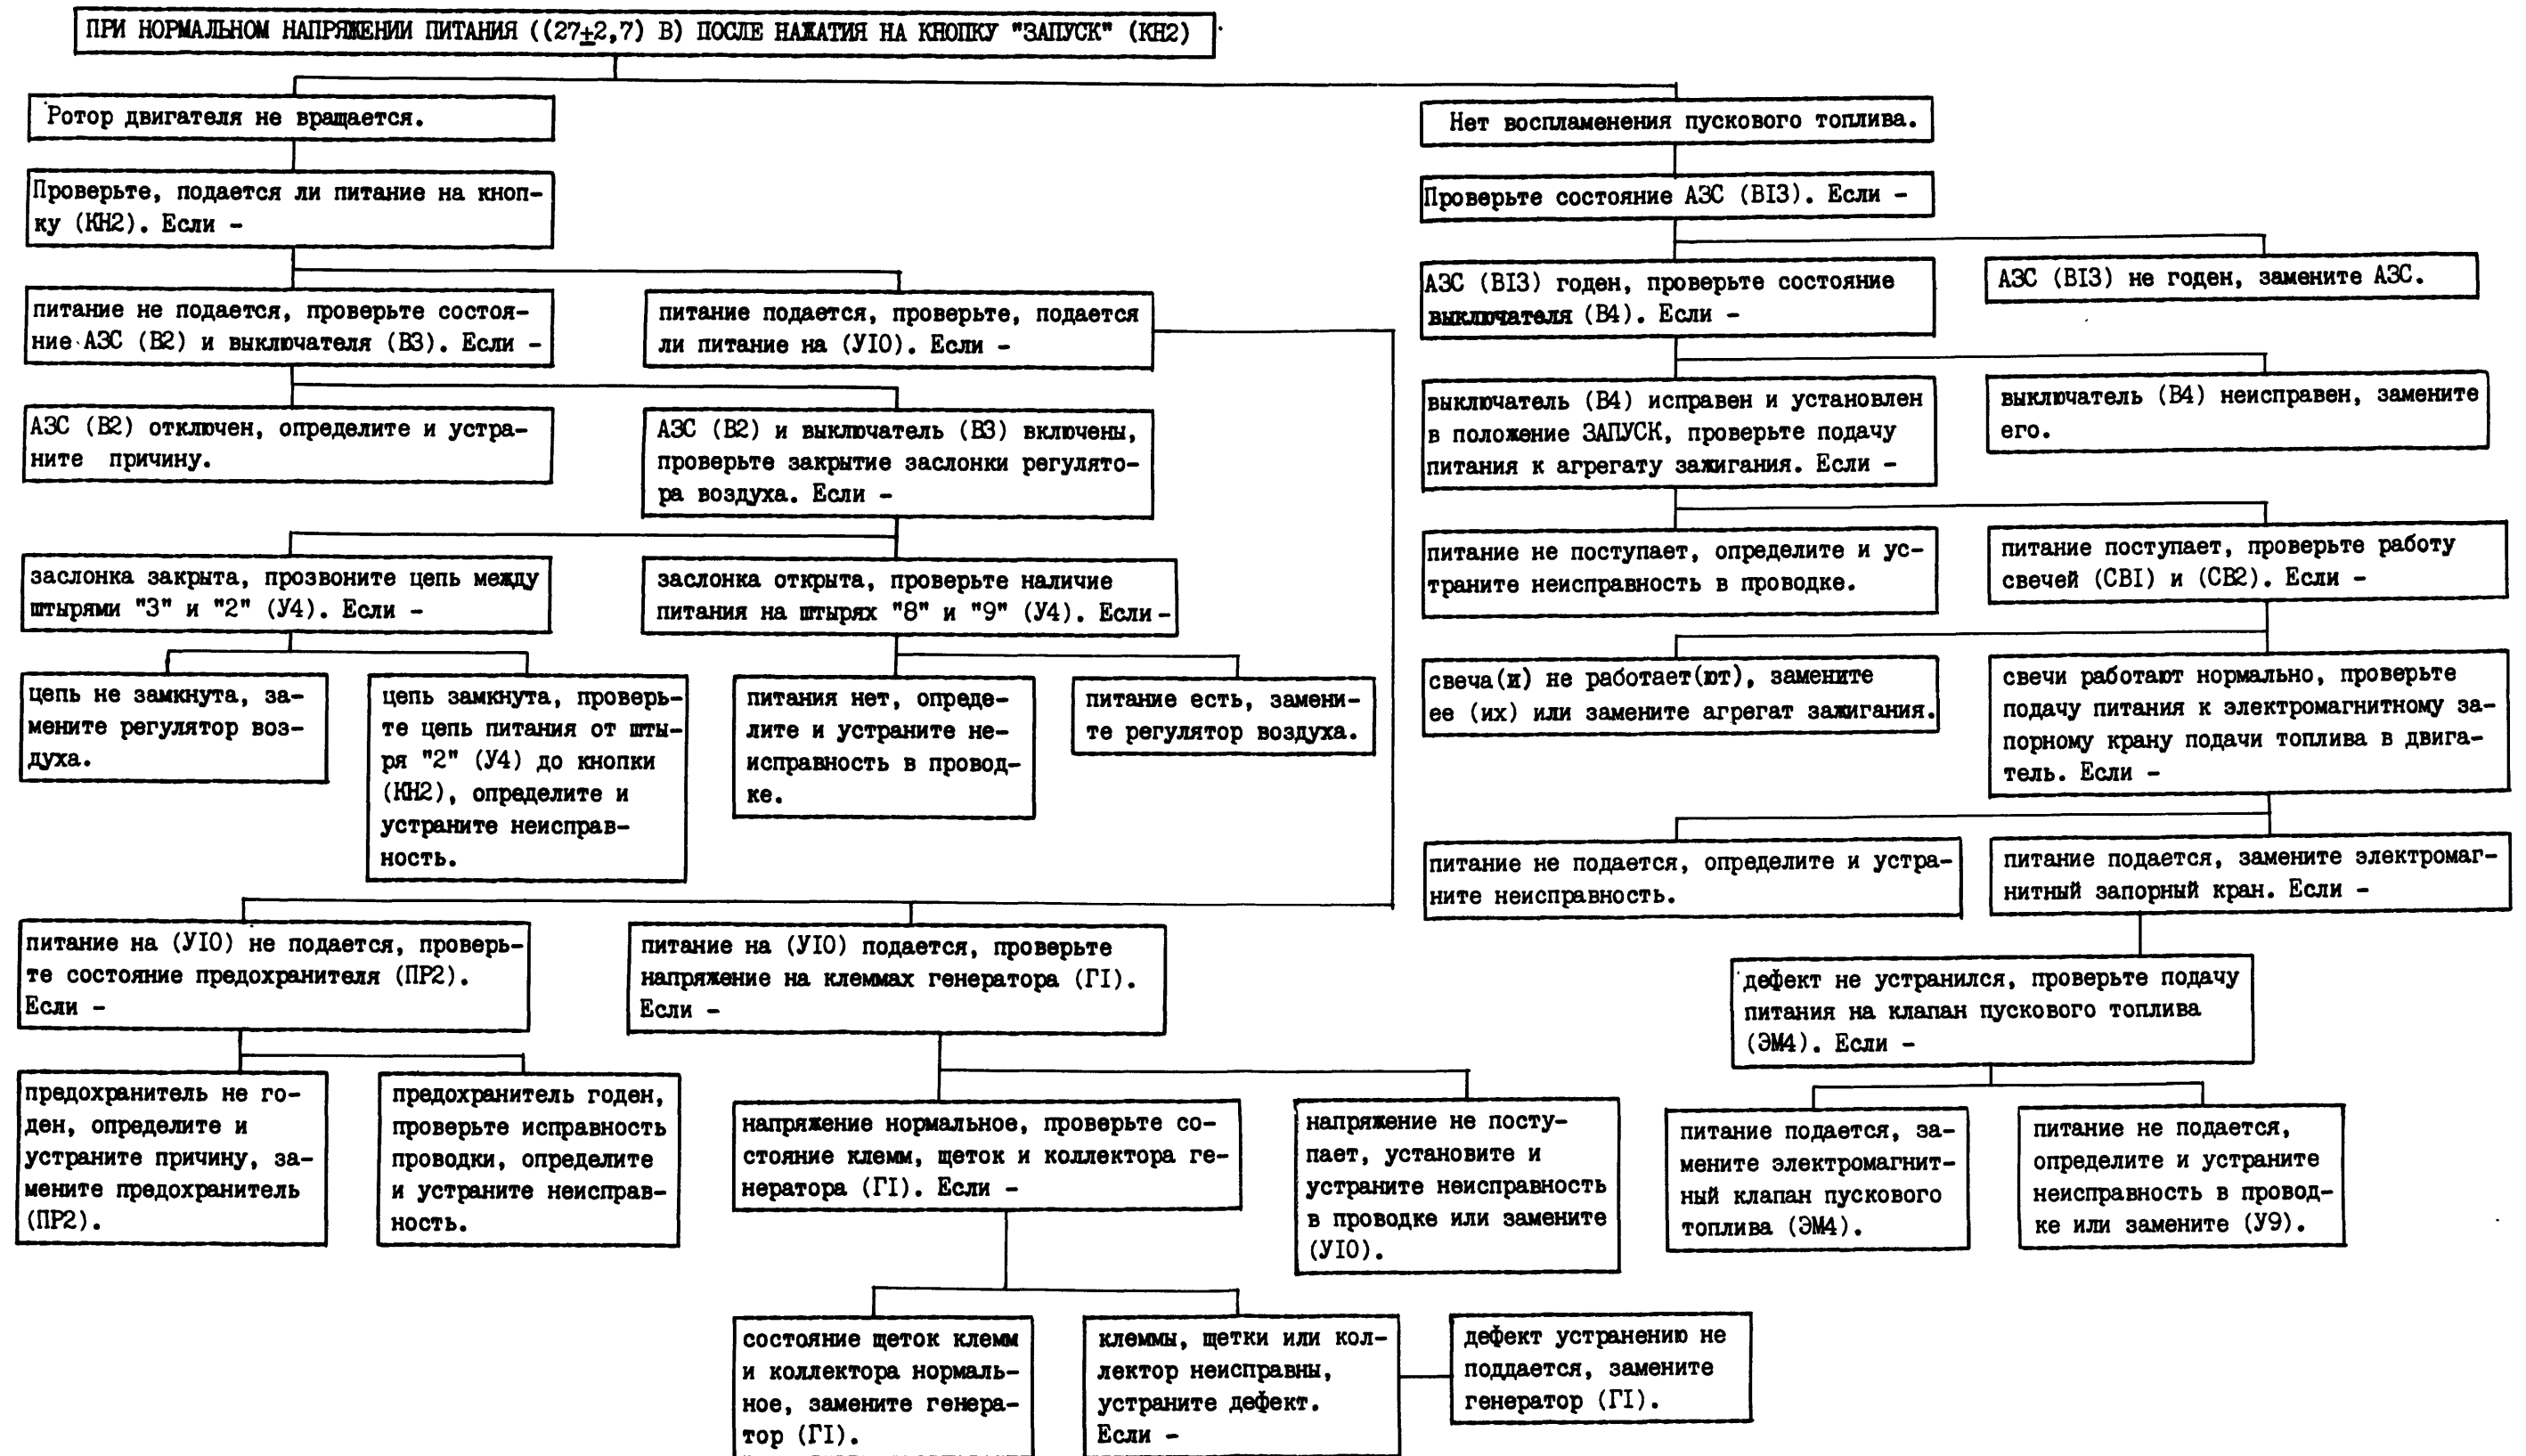 ПРИ НОРМАЛЬНОМ НАПРЯЖЕНИИ ПИТАНИЯ ((27±2,7) В) ПОСЛЕ НАЖАТИЯ НА КНОПКУ "ЗАПУСК" (КН2)
Ротор двигателя не вращается.
Проверьте, подается ли питание на кноп-
ку (КН2). Если -
питание не подается, проверьте состоя-
ние АЗС (В2) и выключателя (В3). Если -
питание подается, проверьте, подается
ли питание на (УI0). Если -
АЗС (В2) отключен, определите и устра-
ните причину.
АЗС (В2) и выключатель (В3) включены,
проверьте закрытие заслонки регулято-
ра воздуха. Если -
заслонка закрыта, прозвоните цепь между
штырями "3" и "2" (У4). Если -
заслонка открыта, проверьте наличие
питания на штырях "8" и "9" (У4). Если -
цепь не замкнута, за-
мените регулятор воз-
духа.
цепь замкнута, проверь-
те цепь питания от шты-
ря "2" (У4) до кнопки
(КН2), определите и
устраните неисправ-
ность.
питания нет, опреде-
лите и устраните не-
исправность в провод-
ке.
питание есть, замени-
те регулятор воздуха.
питание на (УI0) не подается, проверь-
те состояние предохранителя (ПР2).
Если -
питание на (УI0) подается, проверьте
напряжение на клеммах генератора (ГI).
Если -
предохранитель не го-
ден, определите и
устраните причину, за-
мените предохранитель
(ПР2).
предохранитель годен,
проверьте исправность
проводки, определите
и устраните неисправ-
ность.
напряжение нормальное, проверьте со-
стояние клемм, щеток и коллектора ге-
нератора (ГI). Если -
напряжение не посту-
пает, установите и
устраните неисправность
в проводке или замените
(УI0).
состояние щеток клемм
и коллектора нормаль-
ное, замените генера-
тор (ГI).
клеммы, щетки или кол-
лектор неисправны,
устраните дефект.
Если -
дефект устранению не
поддается, замените
генератор (ГI).
Нет воспламенения пускового топлива.
Проверьте состояние АЗС (ВI3). Если -
АЗС (ВI3) годен, проверьте состояние
выключателя (В4). Если -
АЗС (ВI3) не годен, замените АЗС.
выключатель (В4) исправен и установлен
в положение ЗАПУСК, проверьте подачу
питания к агрегату зажигания. Если -
выключатель (В4) неисправен, замените
его.
питание не поступает, определите и ус-
траните неисправность в проводке.
питание поступает, проверьте работу
свечей (СВI) и (СВ2). Если -
свеча(и) не работает(ют), замените
ее (их) или замените агрегат зажигания.
свечи работают нормально, проверьте
подачу питания к электромагнитному за-
порному крану подачи топлива в двига-
тель. Если -
питание не подается, определите и устра-
ните неисправность.
питание подается, замените электромаг-
нитный запорный кран. Если -
дефект не устранился, проверьте подачу
питания на клапан пускового топлива
(ЭМ4). Если -
питание подается, за-
мените электромагнит-
ный клапан пускового
топлива (ЭМ4).
питание не подается,
определите и устраните
неисправность в провод-
ке или замените (У9).